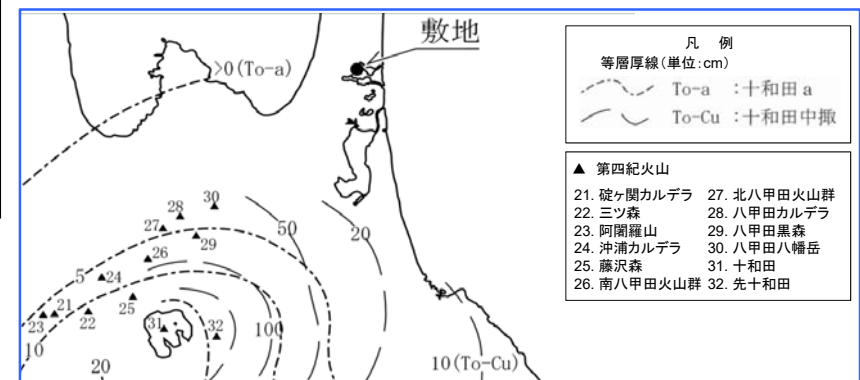 敷地
>0(To-a)
30
28
27
50
29
20
26
5
24
25
21
23
22
31
32
100
10
20
10(To-Cu)
凡 例
等層厚線(単位:cm)
To-a :十和田a
To-Cu :十和田中掫
▲ 第四紀火山
21. 碇ヶ関カルデラ 27. 北八甲田火山群
22. 三ツ森 28. 八甲田カルデラ
23. 阿闍羅山 29. 八甲田黒森
24. 沖浦カルデラ 30. 八甲田八幡岳
25. 藤沢森 31. 十和田
26. 南八甲田火山群 32. 先十和田